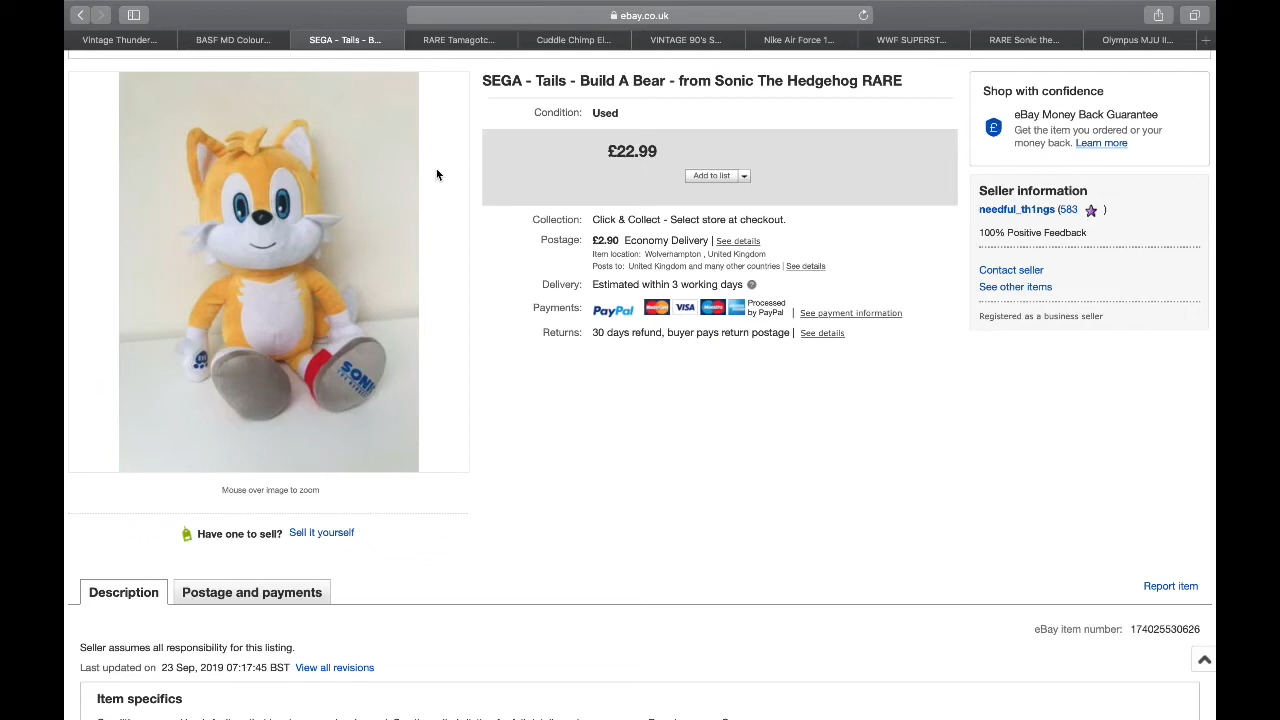 ebay.co.uk
Vintage Thunder...
BASF MD Colour...
SEGA - Tails - B...
RARE Tamagotc...
Cuddle Chimp El...
VINTAGE 90's S...
Nike Air Force 1...
WWF SUPERST...
RARE Sonic the...
Olympus MJU II...
SEGA - Tails - Build A Bear - from Sonic The Hedgehog RARE
Condition: Used
£22.99
Add to list
Collection: Click & Collect - Select store at checkout.
Postage: £2.90 Economy Delivery | See details
Item location: Wolverhampton , United Kingdom
Posts to: United Kingdom and many other countries | See details
Delivery: Estimated within 3 working days
Payments: PayPal VISA Processed by PayPal | See payment information
Returns: 30 days refund, buyer pays return postage | See details
Shop with confidence
eBay Money Back Guarantee
Get the item you ordered or your
money back. Learn more
Seller information
needful_th1ngs (583 )
100% Positive Feedback
Contact seller
See other items
Registered as a business seller
SONIC
Mouse over image to zoom
Have one to sell? Sell it yourself
Description
Postage and payments
Report item
eBay item number: 174025530626
Seller assumes all responsibility for this listing.
Last updated on 23 Sep, 2019 07:17:45 BST View all revisions
Item specifics